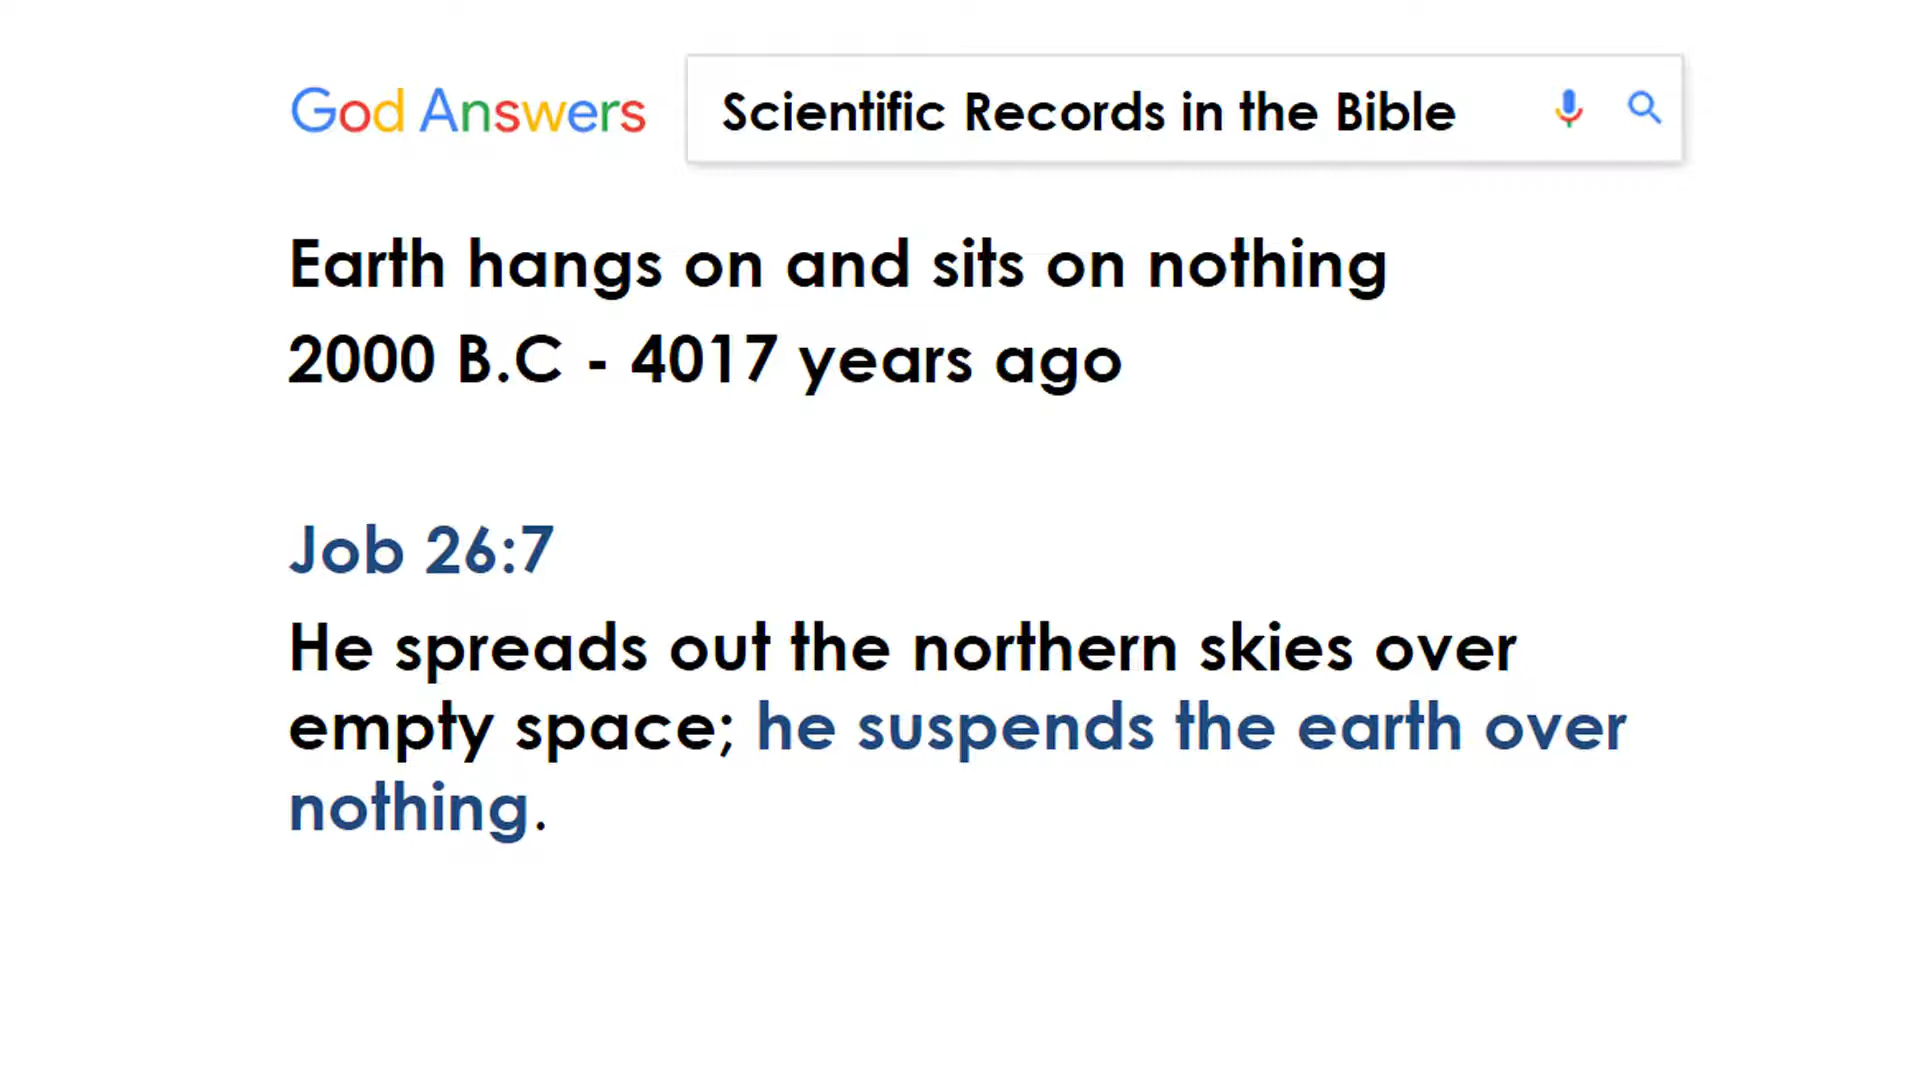 God Answers Scientific Records in the Bible
Earth hangs on and sits on nothing
2000 B.C - 4017 years ago
Job 26:7
He spreads out the northern skies over
empty space; he suspends the earth over
nothing.